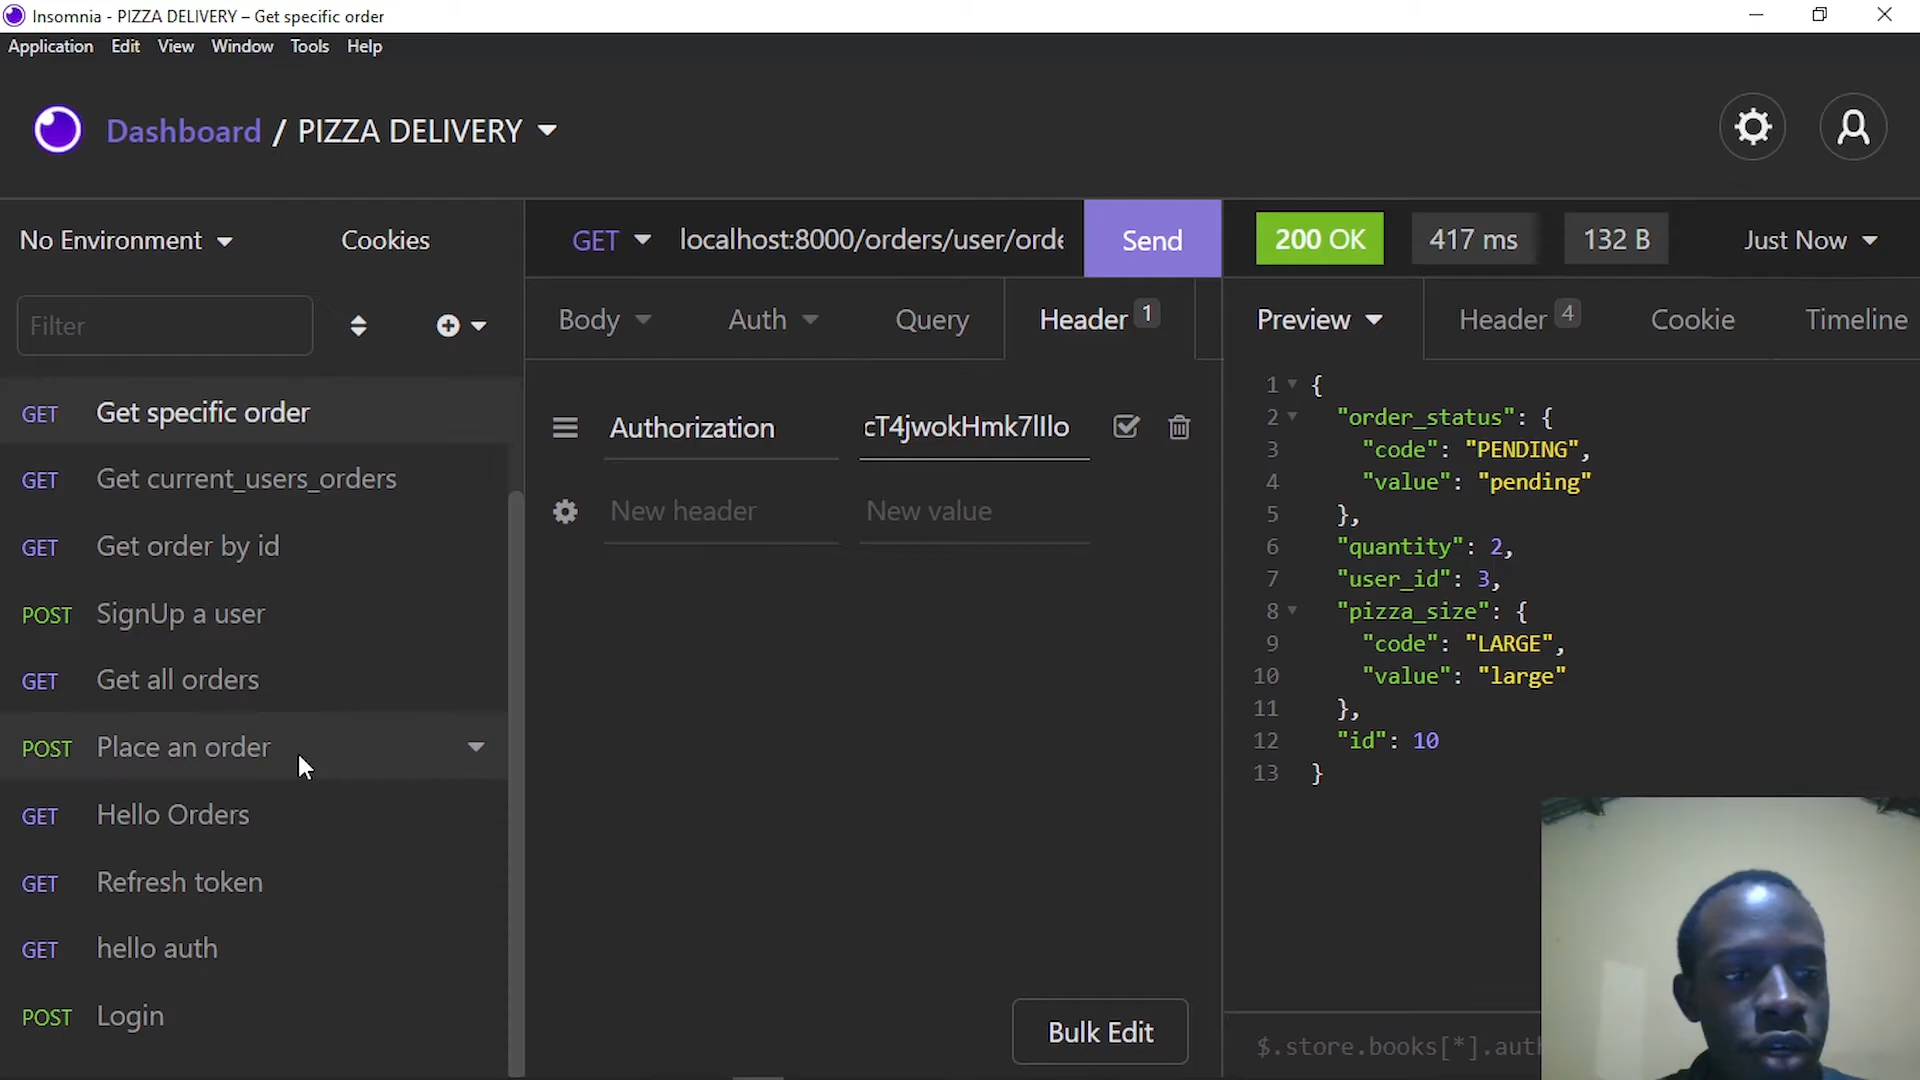 Insomnia - PIZZA DELIVERY – Get specific order
Application Edit View Window Tools Help
Dashboard / PIZZA DELIVERY
No Environment
Cookies
Filter
GET Get specific order
GET Get current_users_orders
GET Get order by id
POST SignUp a user
GET Get all orders
POST Place an order
GET Hello Orders
GET Refresh token
GET hello auth
POST Login
GET localhost:8000/orders/user/orde Send
Body Auth Query Header 1
Authorization cT4jwokHmk7lIlo
New header New value
Bulk Edit
200 OK 417 ms 132 B Just Now
Preview Header 4 Cookie Timeline
1 {
2 "order_status": {
3 "code": "PENDING",
4 "value": "pending"
5 },
6 "quantity": 2,
7 "user_id": 3,
8 "pizza_size": {
9 "code": "LARGE",
10 "value": "large"
11 },
12 "id": 10
13 }
$.store.books[*].auth